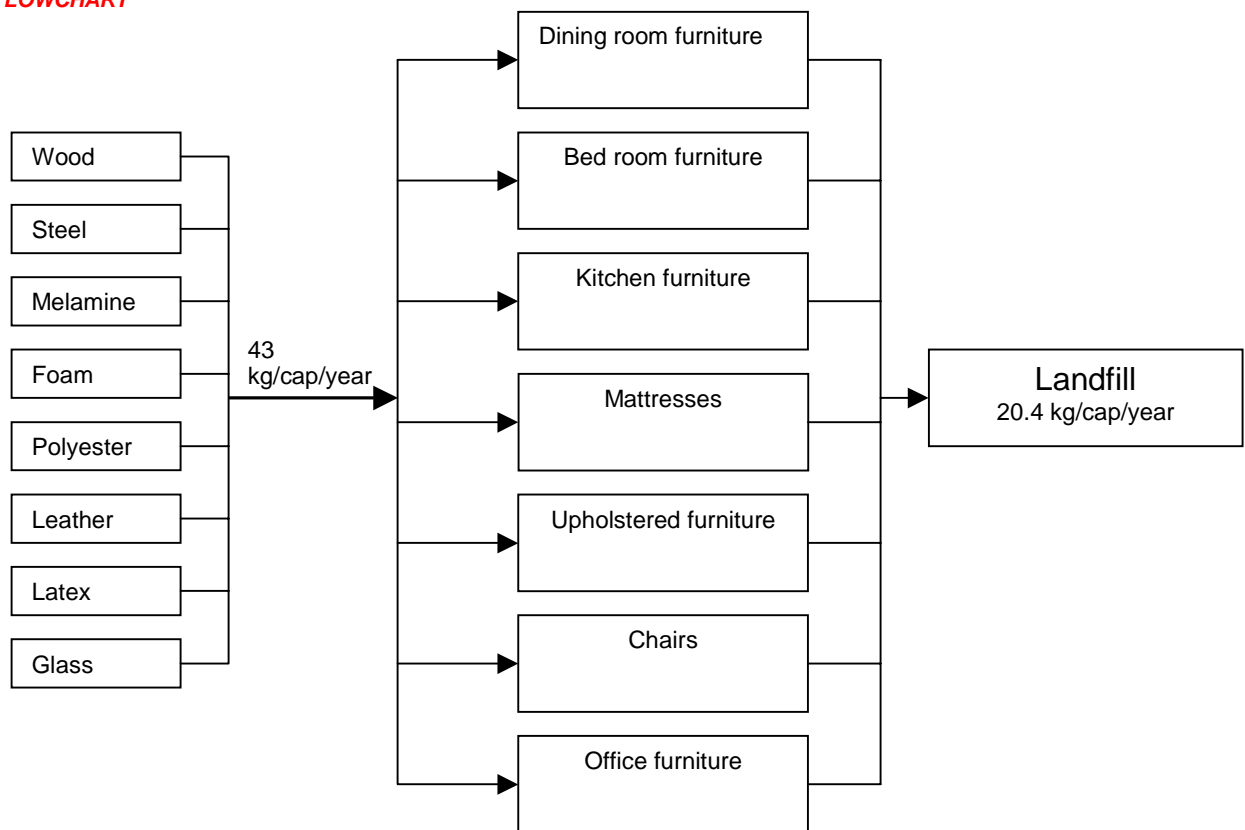 LOWCHART
Dining room furniture
Wood
Bed room furniture
Steel
Melamine
Kitchen furniture
43
kg/cap/year
Foam
Mattresses
Landfill
20.4 kg/cap/year
Polyester
Leather
Upholstered furniture
Latex
Chairs
Glass
Office furniture